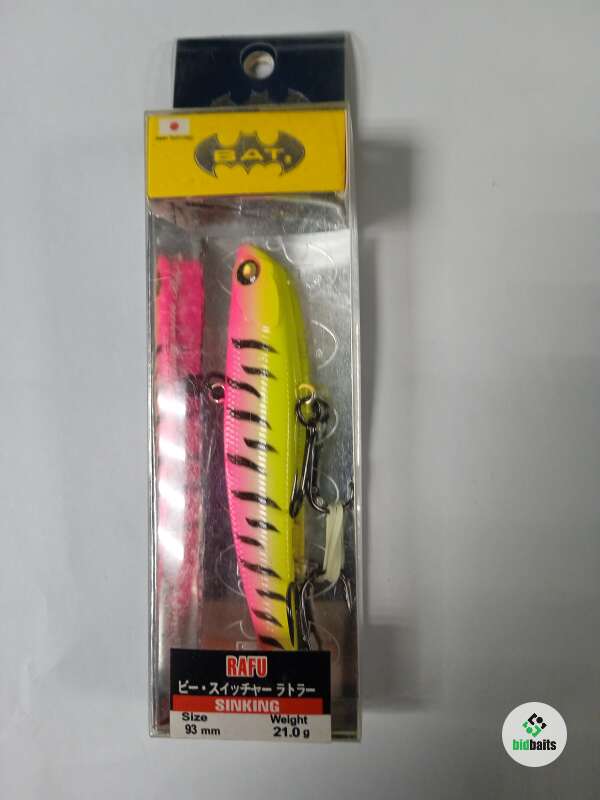 BAT.
RAFU
ビー・スイッチャー ラトラー
SINKING
Size Weight
93 mm 21.0 g
bidbaits